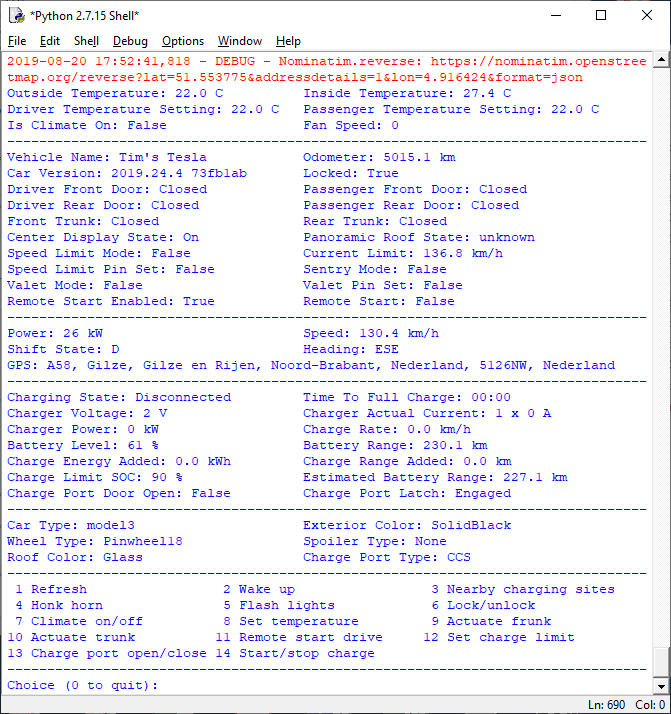 *Python 2.7.15 Shell*
File Edit Shell Debug Options Window Help
2019-08-20 17:52:41,818 - DEBUG - Nominatim.reverse: https://nominatim.openstree
tmap.org/reverse?lat=51.553775&addressdetails=1&lon=4.916424&format=json
Outside Temperature: 22.0 C Inside Temperature: 27.4 C
Driver Temperature Setting: 22.0 C Passenger Temperature Setting: 22.0 C
Is Climate On: False Fan Speed: 0
--------------------------------------------------------------------------------
Vehicle Name: Tim's Tesla Odometer: 5015.1 km
Car Version: 2019.24.4 73fb1ab Locked: True
Driver Front Door: Closed Passenger Front Door: Closed
Driver Rear Door: Closed Passenger Rear Door: Closed
Front Trunk: Closed Rear Trunk: Closed
Center Display State: On Panoramic Roof State: unknown
Speed Limit Mode: False Current Limit: 136.8 km/h
Speed Limit Pin Set: False Sentry Mode: False
Valet Mode: False Valet Pin Set: False
Remote Start Enabled: True Remote Start: False
--------------------------------------------------------------------------------
Power: 26 kW Speed: 130.4 km/h
Shift State: D Heading: ESE
GPS: A58, Gilze, Gilze en Rijen, Noord-Brabant, Nederland, 5126NW, Nederland
--------------------------------------------------------------------------------
Charging State: Disconnected Time To Full Charge: 00:00
Charger Voltage: 2 V Charger Actual Current: 1 x 0 A
Charger Power: 0 kW Charge Rate: 0.0 km/h
Battery Level: 61 % Battery Range: 230.1 km
Charge Energy Added: 0.0 kWh Charge Range Added: 0.0 km
Charge Limit SOC: 90 % Estimated Battery Range: 227.1 km
Charge Port Door Open: False Charge Port Latch: Engaged
--------------------------------------------------------------------------------
Car Type: model3 Exterior Color: SolidBlack
Wheel Type: Pinwheel18 Spoiler Type: None
Roof Color: Glass Charge Port Type: CCS
--------------------------------------------------------------------------------
1 Refresh 2 Wake up 3 Nearby charging sites
4 Honk horn 5 Flash lights 6 Lock/unlock
7 Climate on/off 8 Set temperature 9 Actuate frunk
10 Actuate trunk 11 Remote start drive 12 Set charge limit
13 Charge port open/close 14 Start/stop charge
--------------------------------------------------------------------------------
Choice (0 to quit):
Ln: 690 Col: 0